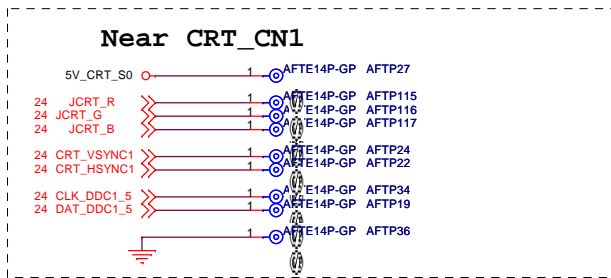 Near CRT_CN1
5V_CRT_S0 1 AFTE14P-GP AFTP27
24 JCRT_R 1 AFTE14P-GP AFTP115
24 JCRT_G 1 AFTE14P-GP AFTP116
24 JCRT_B 1 AFTE14P-GP AFTP117
24 CRT_VSYNC1 1 AFTE14P-GP AFTP24
24 CRT_HSYNC1 1 AFTE14P-GP AFTP22
24 CLK_DDC1_5 1 AFTE14P-GP AFTP34
24 DAT_DDC1_5 1 AFTE14P-GP AFTP19
1 AFTE14P-GP AFTP36